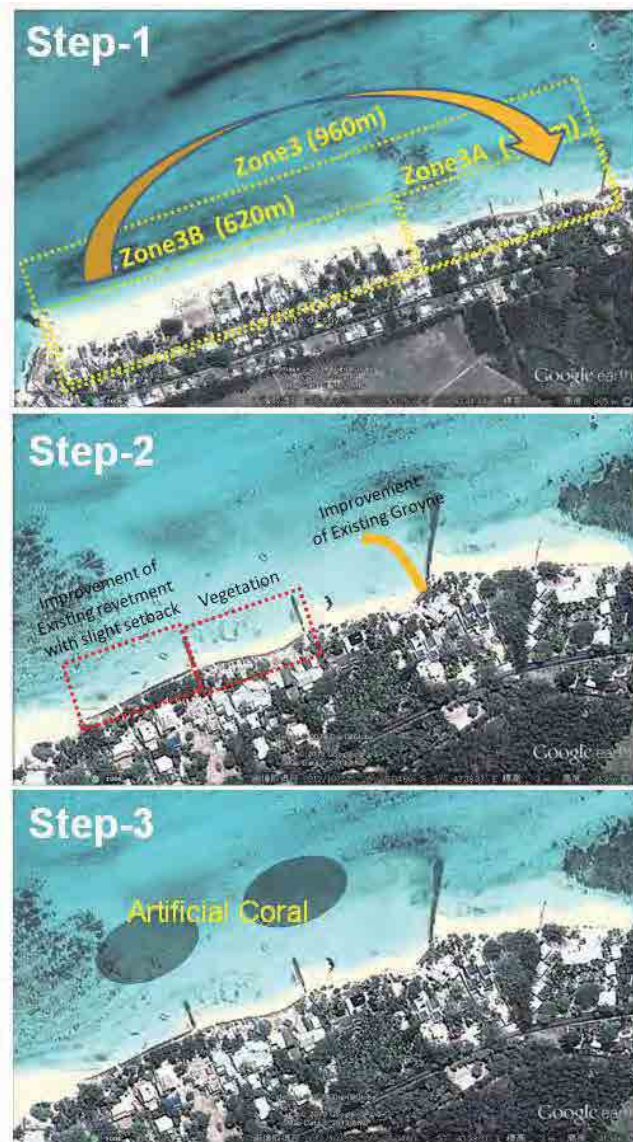 Step-1
Zone3 (960m)
Zone3A (
Zone3B (620m)
Google earth
Step-2
Improvement
of Existing Groyne
Improvement of
Existing revetment
with slight setback
Vegetation
Google earth
Step-3
Artificial Coral
Google earth